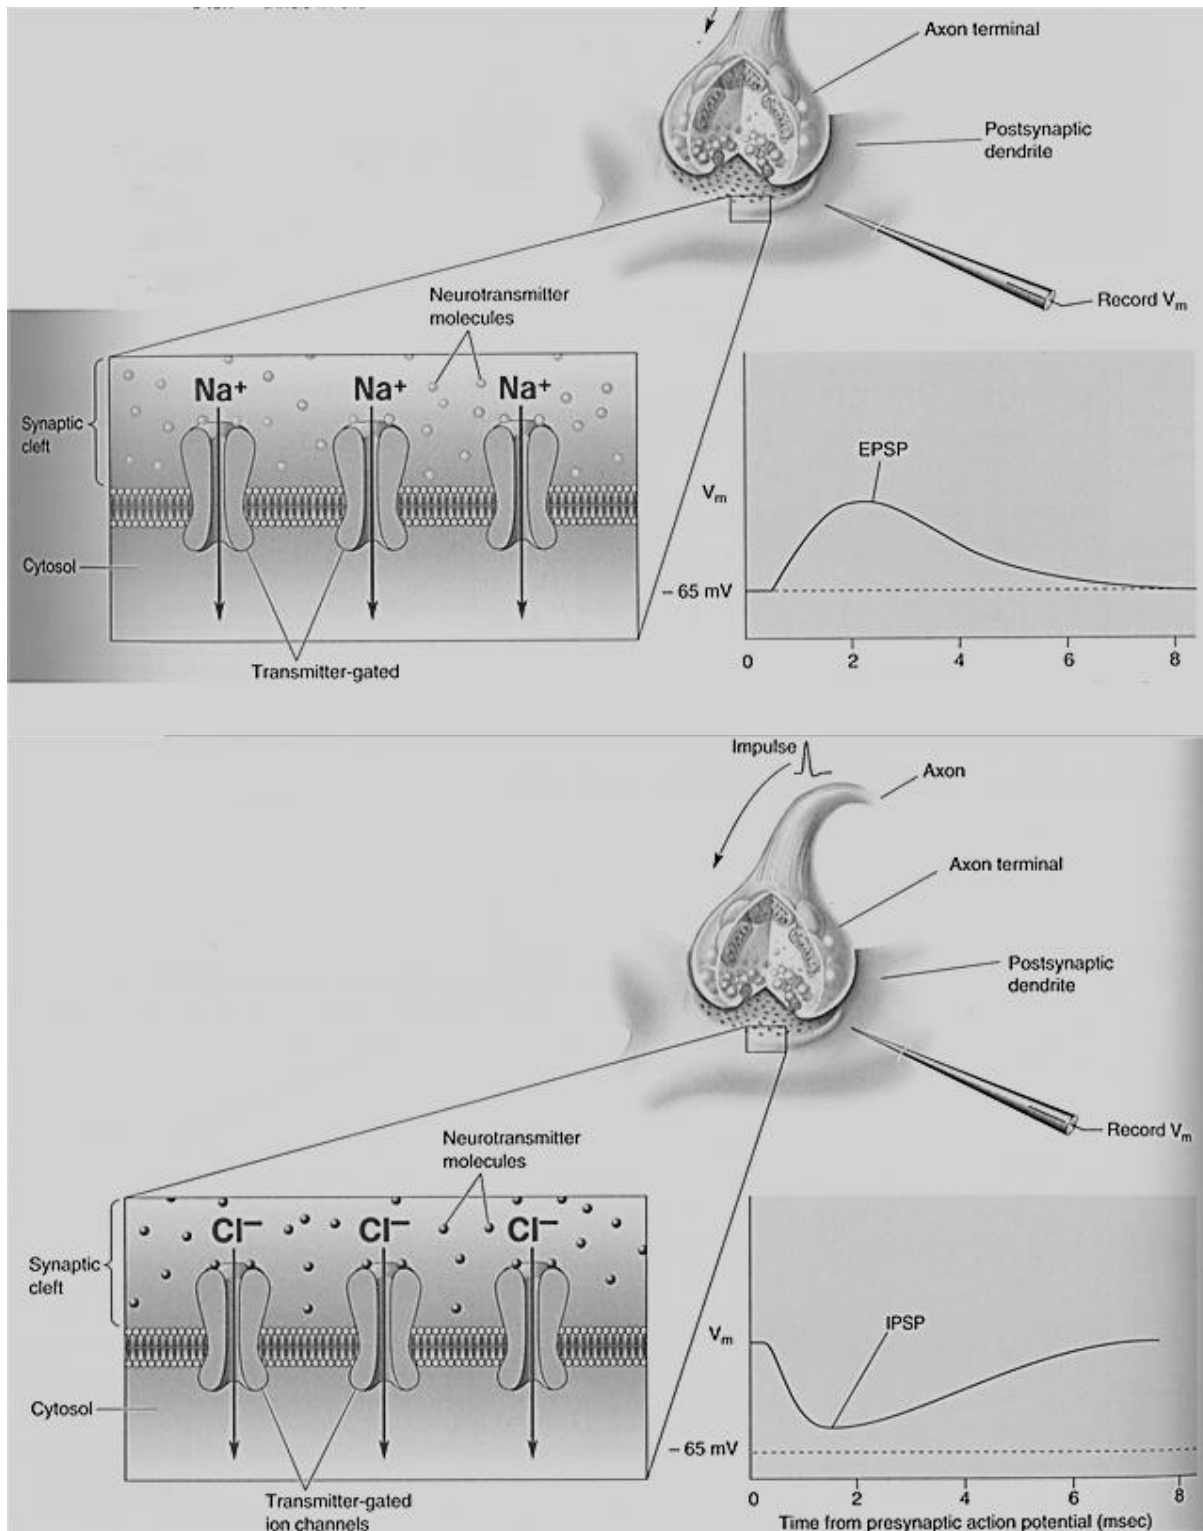 Axon terminal
Postsynaptic
dendrite
Record Vm
Neurotransmitter
molecules
Na+ Na+ Na+
Synaptic
cleft
Cytosol
Transmitter-gated
EPSP
Vm
– 65 mV
0 2 4 6 8
Impulse
Axon
Axon terminal
Postsynaptic
dendrite
Record Vm
Neurotransmitter
molecules
Cl– Cl– Cl–
Synaptic
cleft
Cytosol
Transmitter-gated
ion channels
IPSP
Vm
– 65 mV
0 2 4 6 8
Time from presynaptic action potential (msec)